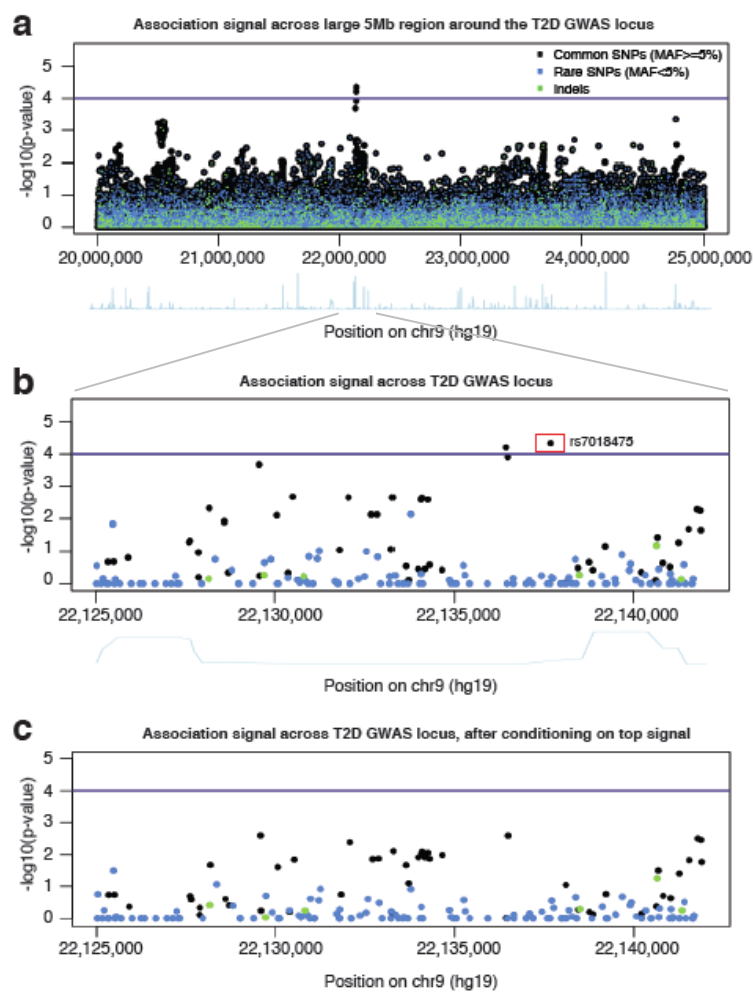 a
Association signal across large 5Mb region around the T2D GWAS locus
Common SNPs (MAF>=5%)
Rare SNPs (MAF<5%)
Indels
-log10(p-value)
5
4
3
2
1
0
20,000,000 21,000,000 22,000,000 23,000,000 24,000,000 25,000,000
Position on chr9 (hg19)
b
Association signal across T2D GWAS locus
rs7018475
-log10(p-value)
5
4
3
2
1
0
22,125,000 22,130,000 22,135,000 22,140,000
Position on chr9 (hg19)
c
Association signal across T2D GWAS locus, after conditioning on top signal
-log10(p-value)
5
4
3
2
1
0
22,125,000 22,130,000 22,135,000 22,140,000
Position on chr9 (hg19)